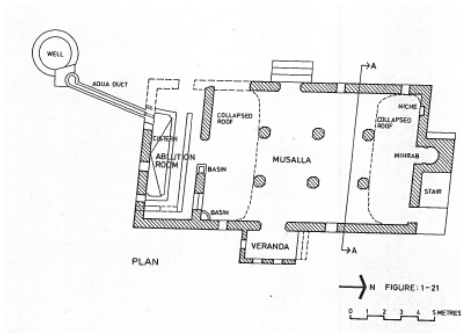 WELL
AQUA DUCT
A
NICHE
COLLAPSED
ROOF
COLLAPSED
ROOF
CISTERN
ABLUTION
ROOM
MUSALLA
MIHRAB
BASIN
STAIR
BASIN
VERANDA
A
PLAN
N FIGURE: 1-21
0 1 2 3 4 5 METRES